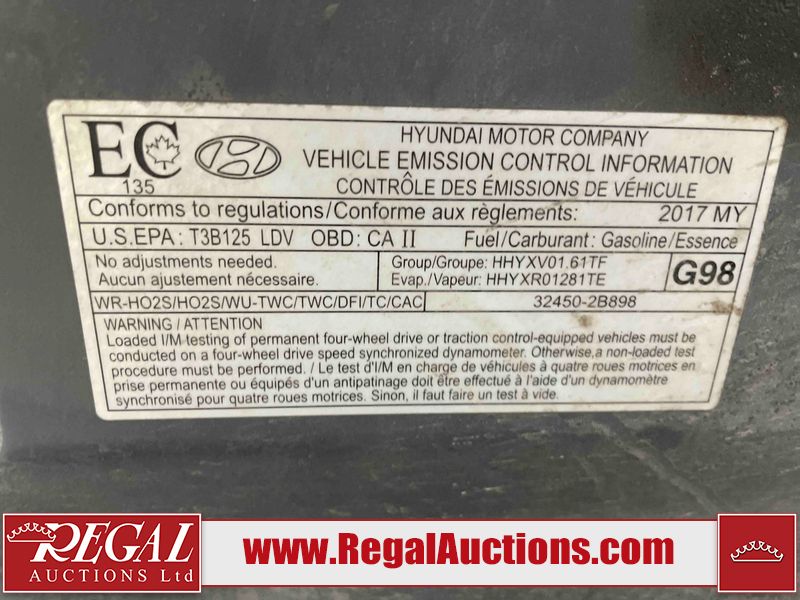 EC
135
HYUNDAI MOTOR COMPANY
VEHICLE EMISSION CONTROL INFORMATION
CONTRÔLE DES ÉMISSIONS DE VÉHICULE
Conforms to regulations/Conforme aux règlements: 2017 MY
U.S.EPA: T3B125 LDV OBD: CA II Fuel/Carburant: Gasoline/Essence
No adjustments needed.
Aucun ajustement nécessaire.
Group/Groupe: HHYXV01.61TF
Evap./Vapeur: HHYXR01281TE
G98
WR-HO2S/HO2S/WU-TWC/TWC/DFI/TC/CAC 32450-2B898
WARNING / ATTENTION
Loaded I/M testing of permanent four-wheel drive or traction control-equipped vehicles must be
conducted on a four-wheel drive speed synchronized dynamometer. Otherwise,a non-loaded test
procedure must be performed. / Le test d'I/M en charge de véhicules à quatre roues motrices en
prise permanente ou équipés d'un antipatinage doit être effectué à l'aide d'un dynamomètre
synchronisé pour quatre roues motrices. Sinon, il faut faire un test à vide.
REGAL
AUCTIONS Ltd
www.RegalAuctions.com